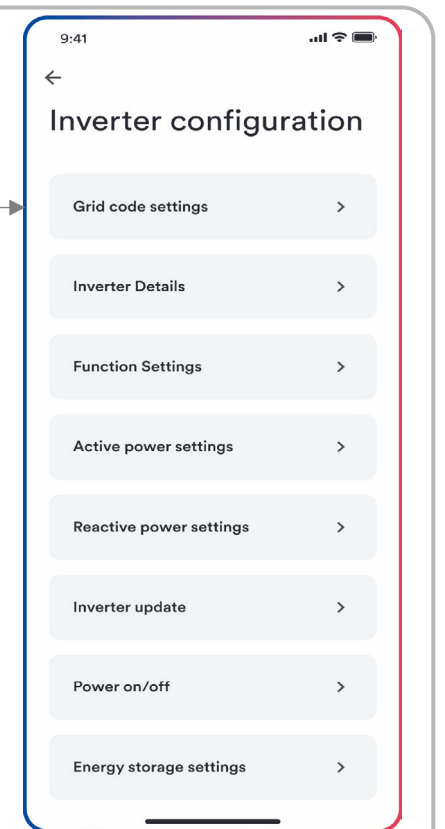 9:41
Inverter configuration
Grid code settings
Inverter Details
Function Settings
Active power settings
Reactive power settings
Inverter update
Power on/off
Energy storage settings